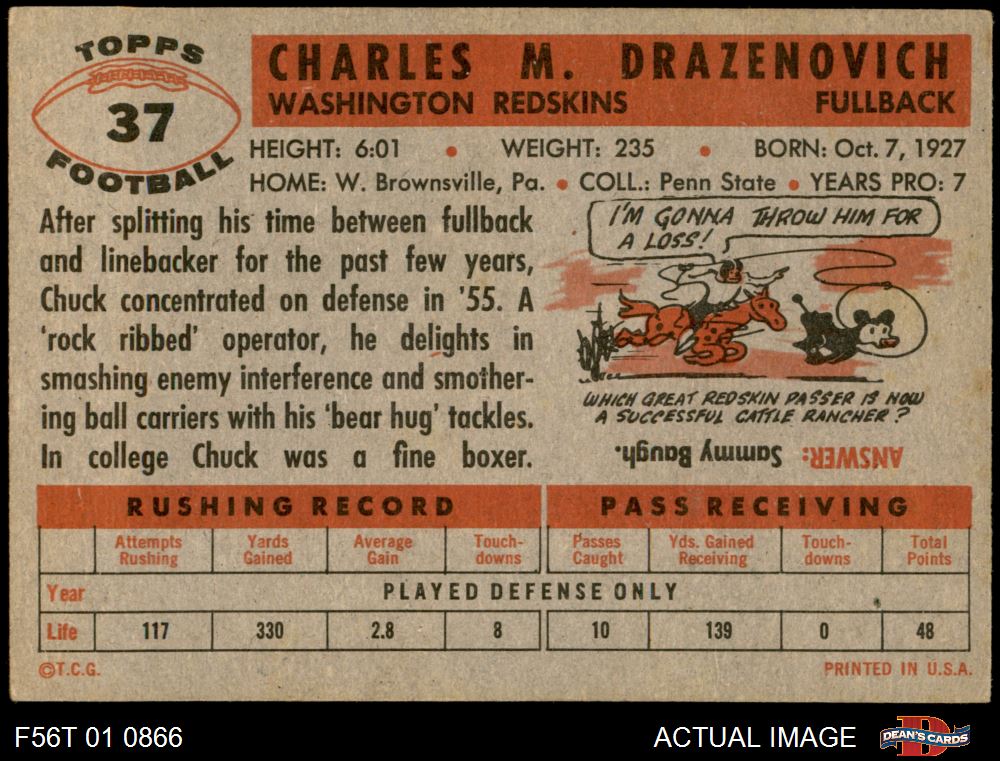 TOPPS
37
FOOTBALL
CHARLES M. DRAZENOVICH
WASHINGTON REDSKINS FULLBACK
HEIGHT: 6:01 • WEIGHT: 235 • BORN: Oct. 7, 1927
HOME: W. Brownsville, Pa. • COLL.: Penn State • YEARS PRO: 7
After splitting his time between fullback
and linebacker for the past few years,
Chuck concentrated on defense in '55. A
'rock ribbed' operator, he delights in
smashing enemy interference and smother-
ing ball carriers with his 'bear hug' tackles.
In college Chuck was a fine boxer.
I'M GONNA THROW HIM FOR
A LOSS!
WHICH GREAT REDSKIN PASSER IS NOW
A SUCCESSFUL CATTLE RANCHER?
ANSWER: Sammy Baugh.
RUSHING RECORD PASS RECEIVING
Attempts Yards Average Touch- Passes Yds. Gained Touch- Total
Rushing Gained Gain downs Caught Receiving downs Points
Year PLAYED DEFENSE ONLY
Life 117 330 2.8 8 10 139 0 48
©T.C.G. PRINTED IN U.S.A.
F56T 01 0866 ACTUAL IMAGE D DEAN'S CARDS